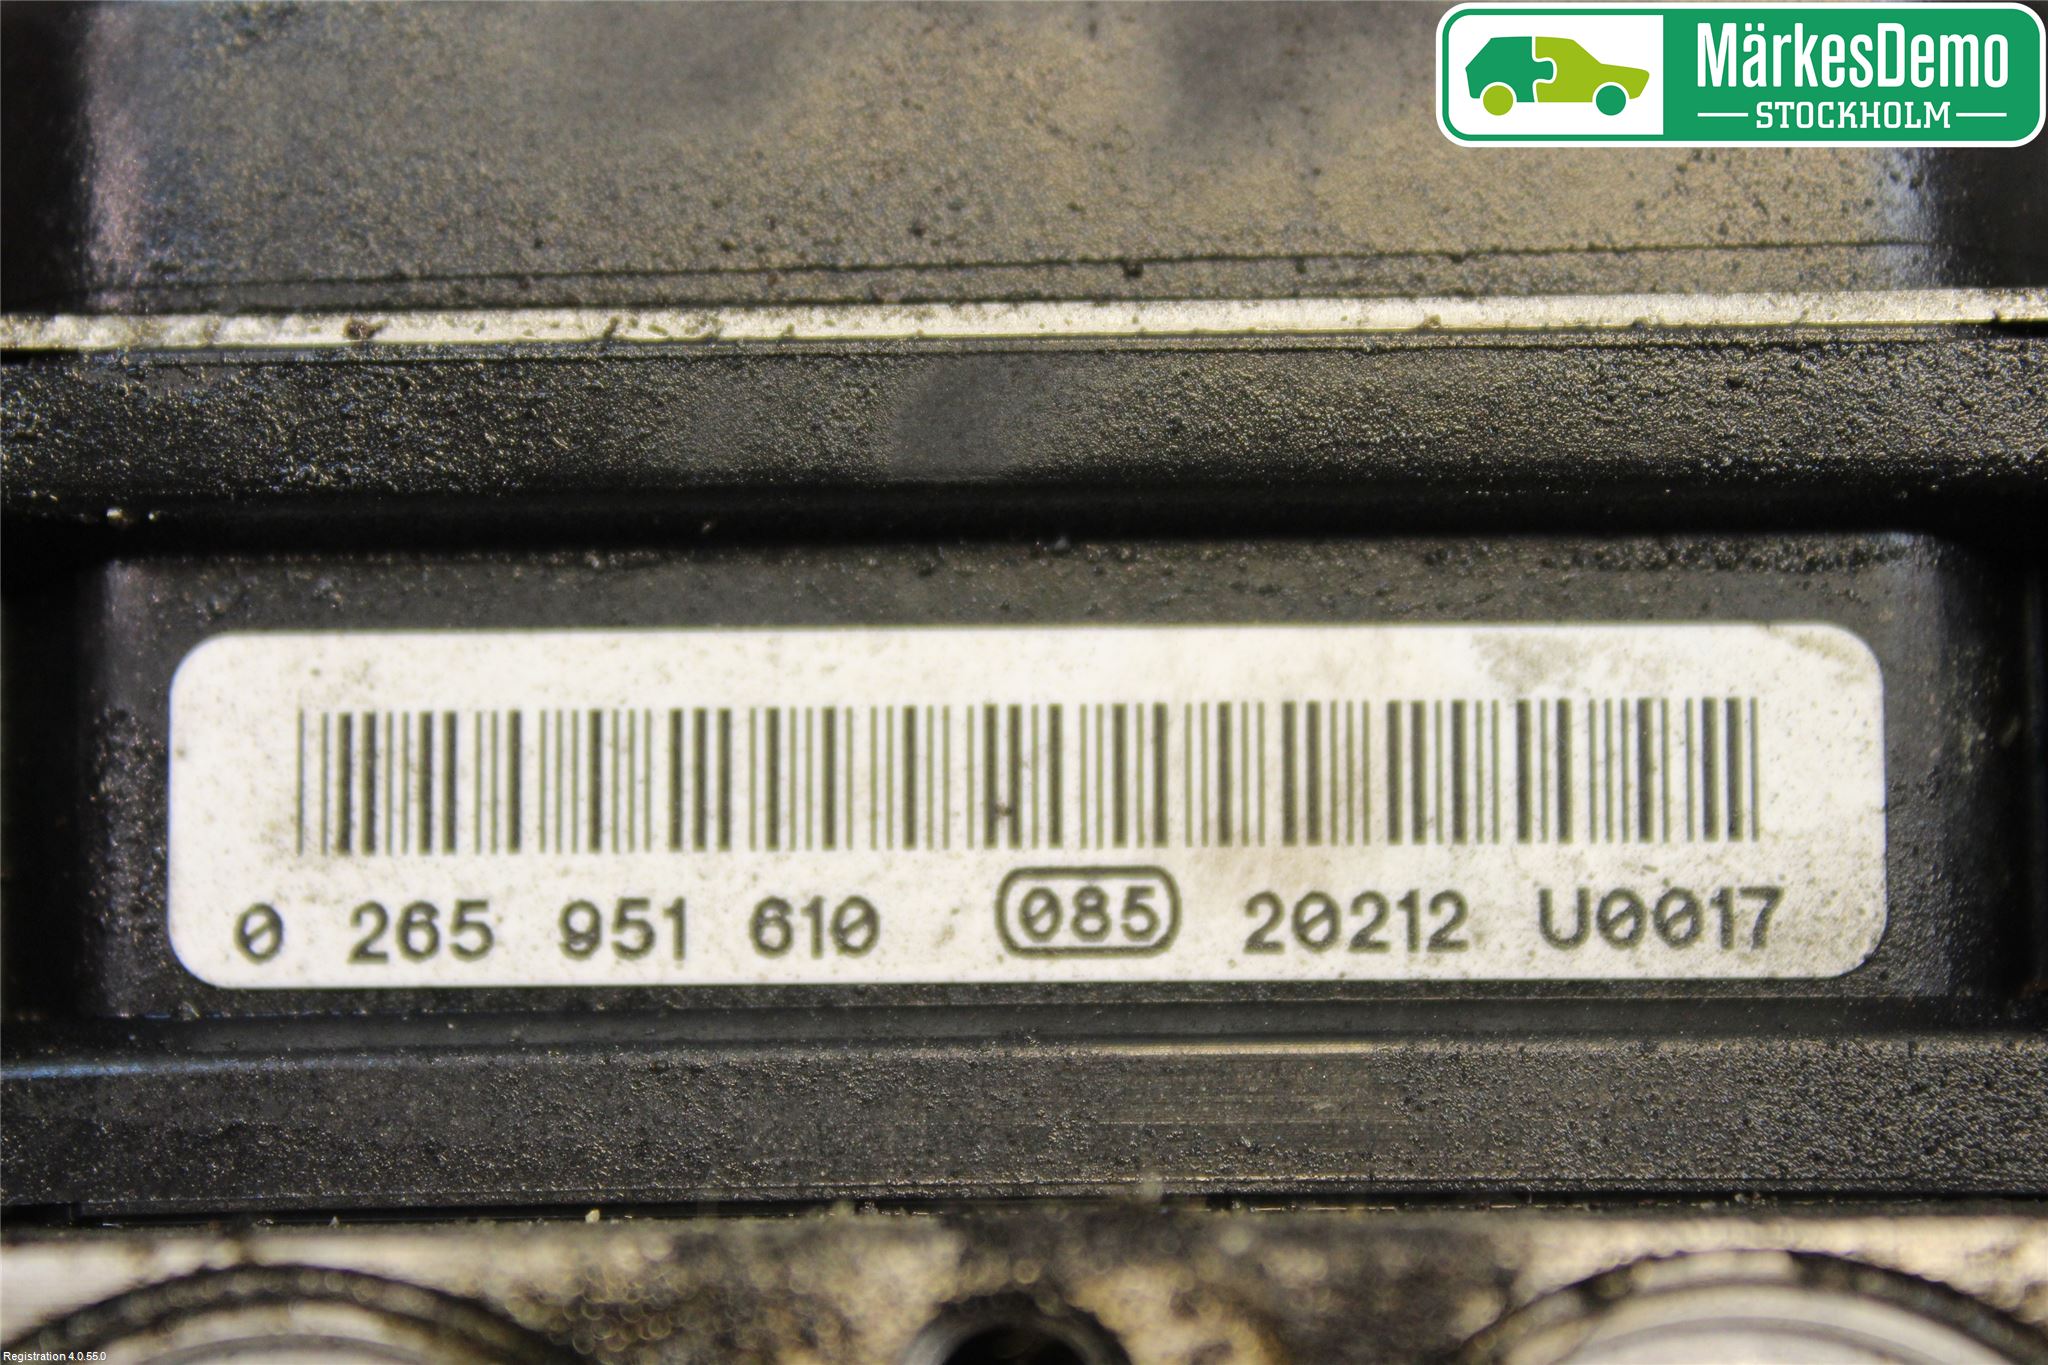 MärkesDemo
STOCKHOLM
0 265 951 610 085 20212 U0017
Registration 4.0.55.0